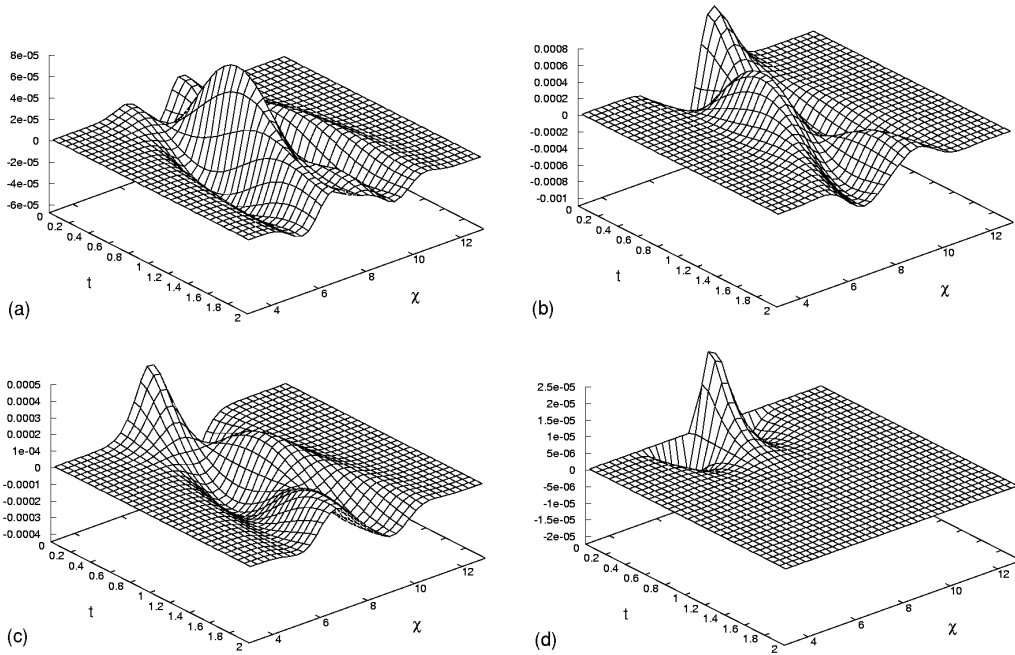 8e-05
6e-05
4e-05
2e-05
0
-2e-05
-4e-05
-6e-05
0
0.2
0.4
0.6
0.8
1
1.2
1.4
1.6
1.8
2
t
4
6
8
10
12
χ
(a)
0.0008
0.0006
0.0004
0.0002
0
-0.0002
-0.0004
-0.0006
-0.0008
-0.001
0
0.2
0.4
0.6
0.8
1
1.2
1.4
1.6
1.8
2
t
4
6
8
10
12
χ
(b)
0.0005
0.0004
0.0003
0.0002
1e-04
0
-0.0001
-0.0002
-0.0003
-0.0004
0
0.2
0.4
0.6
0.8
1
1.2
1.4
1.6
1.8
2
t
4
6
8
10
12
χ
(c)
2.5e-05
2e-05
1.5e-05
1e-05
5e-06
0
-5e-06
-1e-05
-1.5e-05
-2e-05
0
0.2
0.4
0.6
0.8
1
1.2
1.4
1.6
1.8
2
t
4
6
8
10
12
χ
(d)